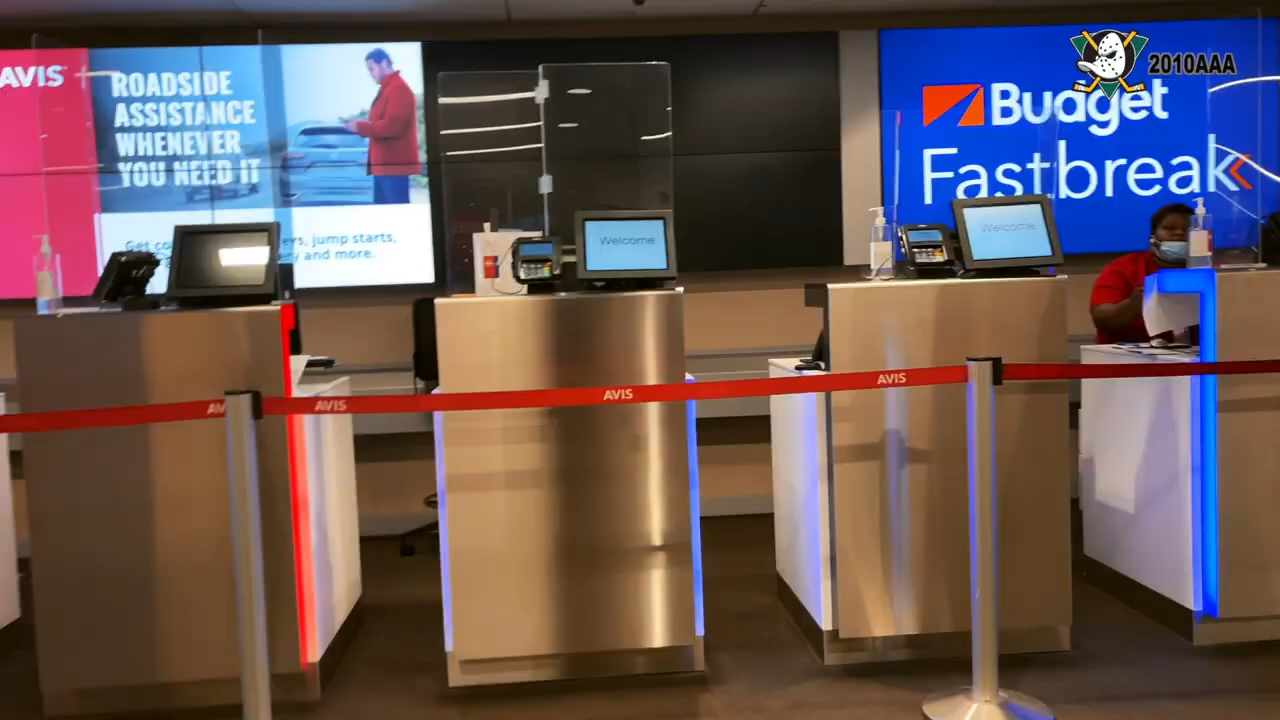 AVIS
ROADSIDE
ASSISTANCE
WHENEVER
YOU NEED IT
jump starts,
and more.
Welcome
Welcome
Budget
Fastbreak
2010AAA
AVIS
AVIS
AVIS